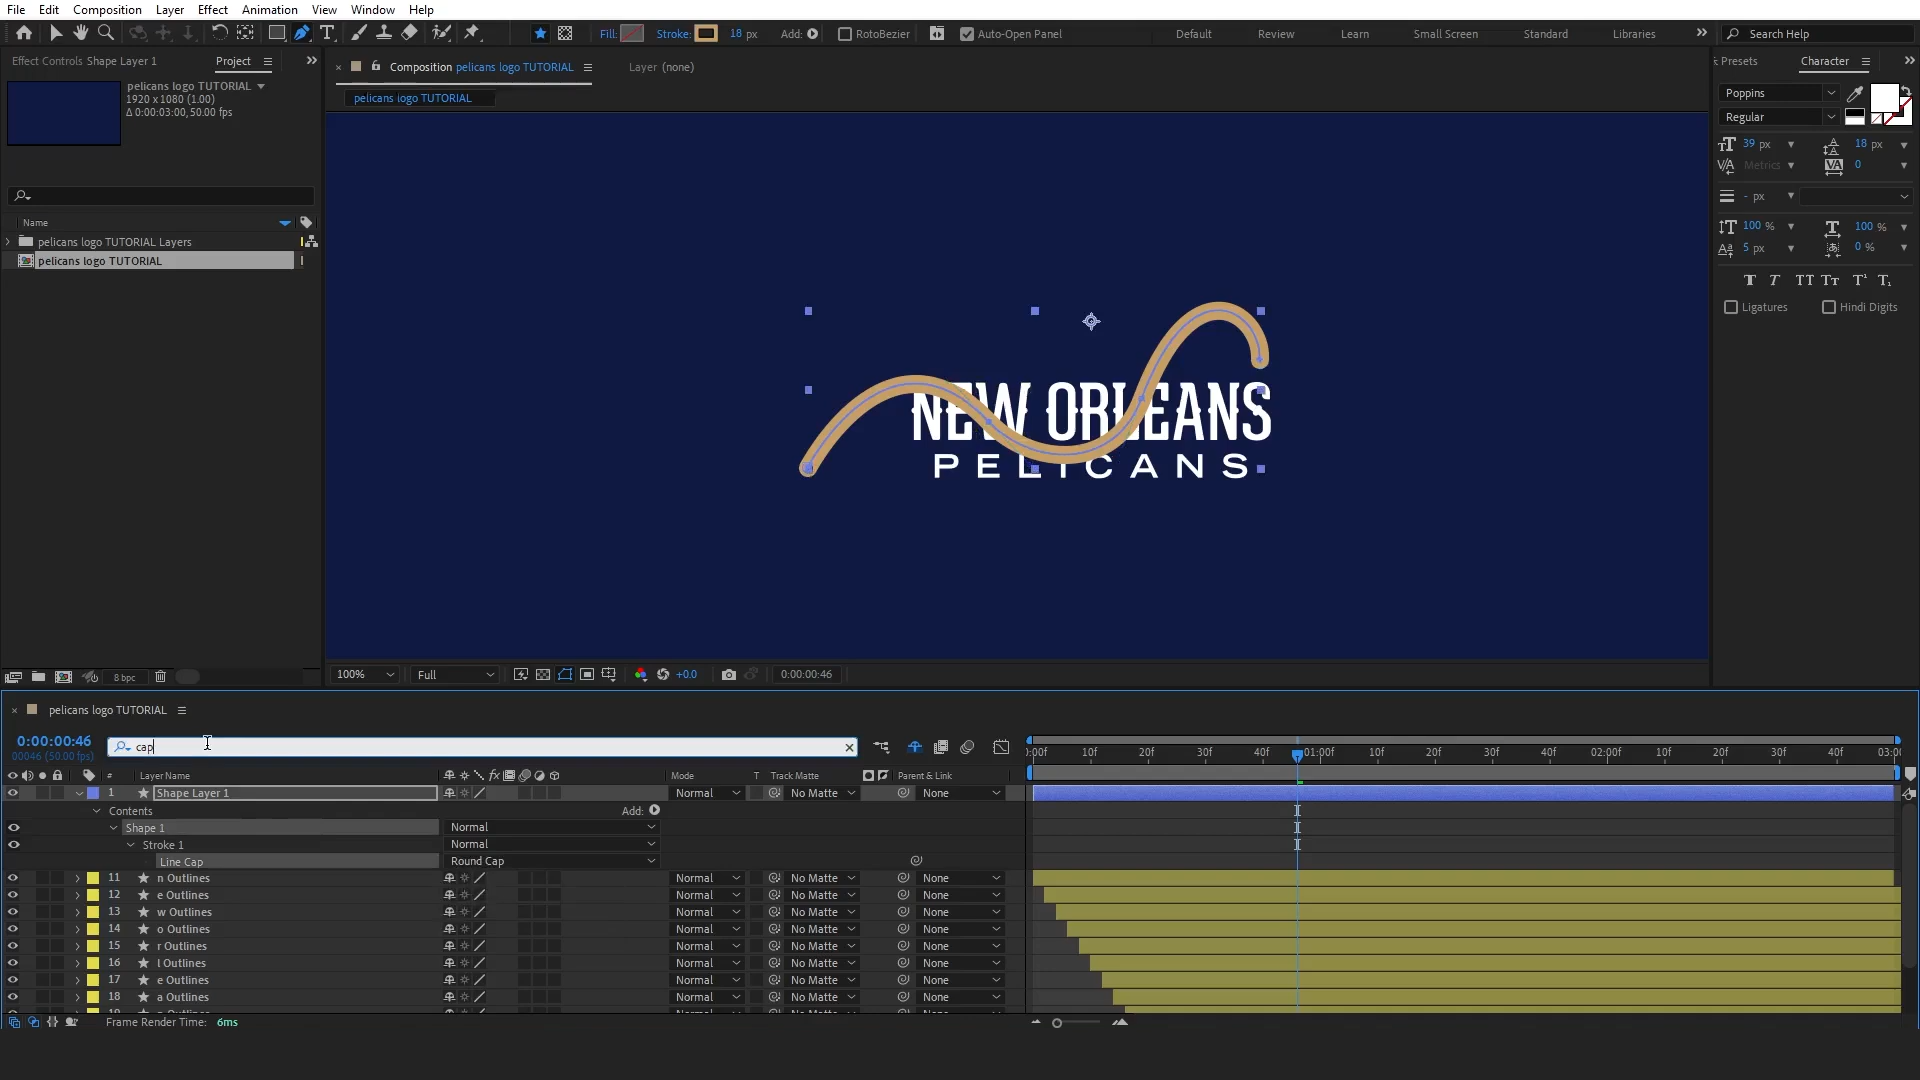 File Edit Composition Layer Effect Animation View Window Help
Fill: Stroke: 18 px Add: RotoBezier Auto-Open Panel Default Review Learn Small Screen Standard Libraries Search Help
Effect Controls Shape Layer 1 Project
pelicans logo TUTORIAL
1920 x 1080 (1.00)
Δ 0:00:03:00, 50.00 fps
Name
pelicans logo TUTORIAL Layers
pelicans logo TUTORIAL
8 bpc
Composition pelicans logo TUTORIAL
Layer (none)
pelicans logo TUTORIAL
NEW ORLEANS
PELICANS
100% Full +0.0 0:00:00:46
Presets Character
Poppins
Regular
39 px 18 px
Metrics 0
- px
100 % 100 %
5 px 0 %
Ligatures Hindi Digits
pelicans logo TUTORIAL
0:00:00:46
00046 (50.00 fps)
cap
:00f 10f 20f 30f 40f 01:00f 10f 20f 30f 40f 02:00f 10f 20f 30f 40f 03:00
# Layer Name Mode T Track Matte Parent & Link
1 Shape Layer 1 Normal No Matte None
Contents Add:
Shape 1 Normal
Stroke 1 Normal
Line Cap Round Cap
11 n Outlines Normal No Matte None
12 e Outlines Normal No Matte None
13 w Outlines Normal No Matte None
14 o Outlines Normal No Matte None
15 r Outlines Normal No Matte None
16 l Outlines Normal No Matte None
17 e Outlines Normal No Matte None
18 a Outlines Normal No Matte None
Frame Render Time: 6ms